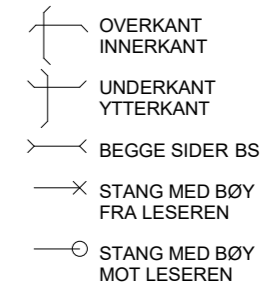 OVERKANT
INNERKANT
UNDERKANT
YTTERKANT
BEGGE SIDER BS
STANG MED BØY
FRA LESEREN
STANG MED BØY
MOT LESEREN